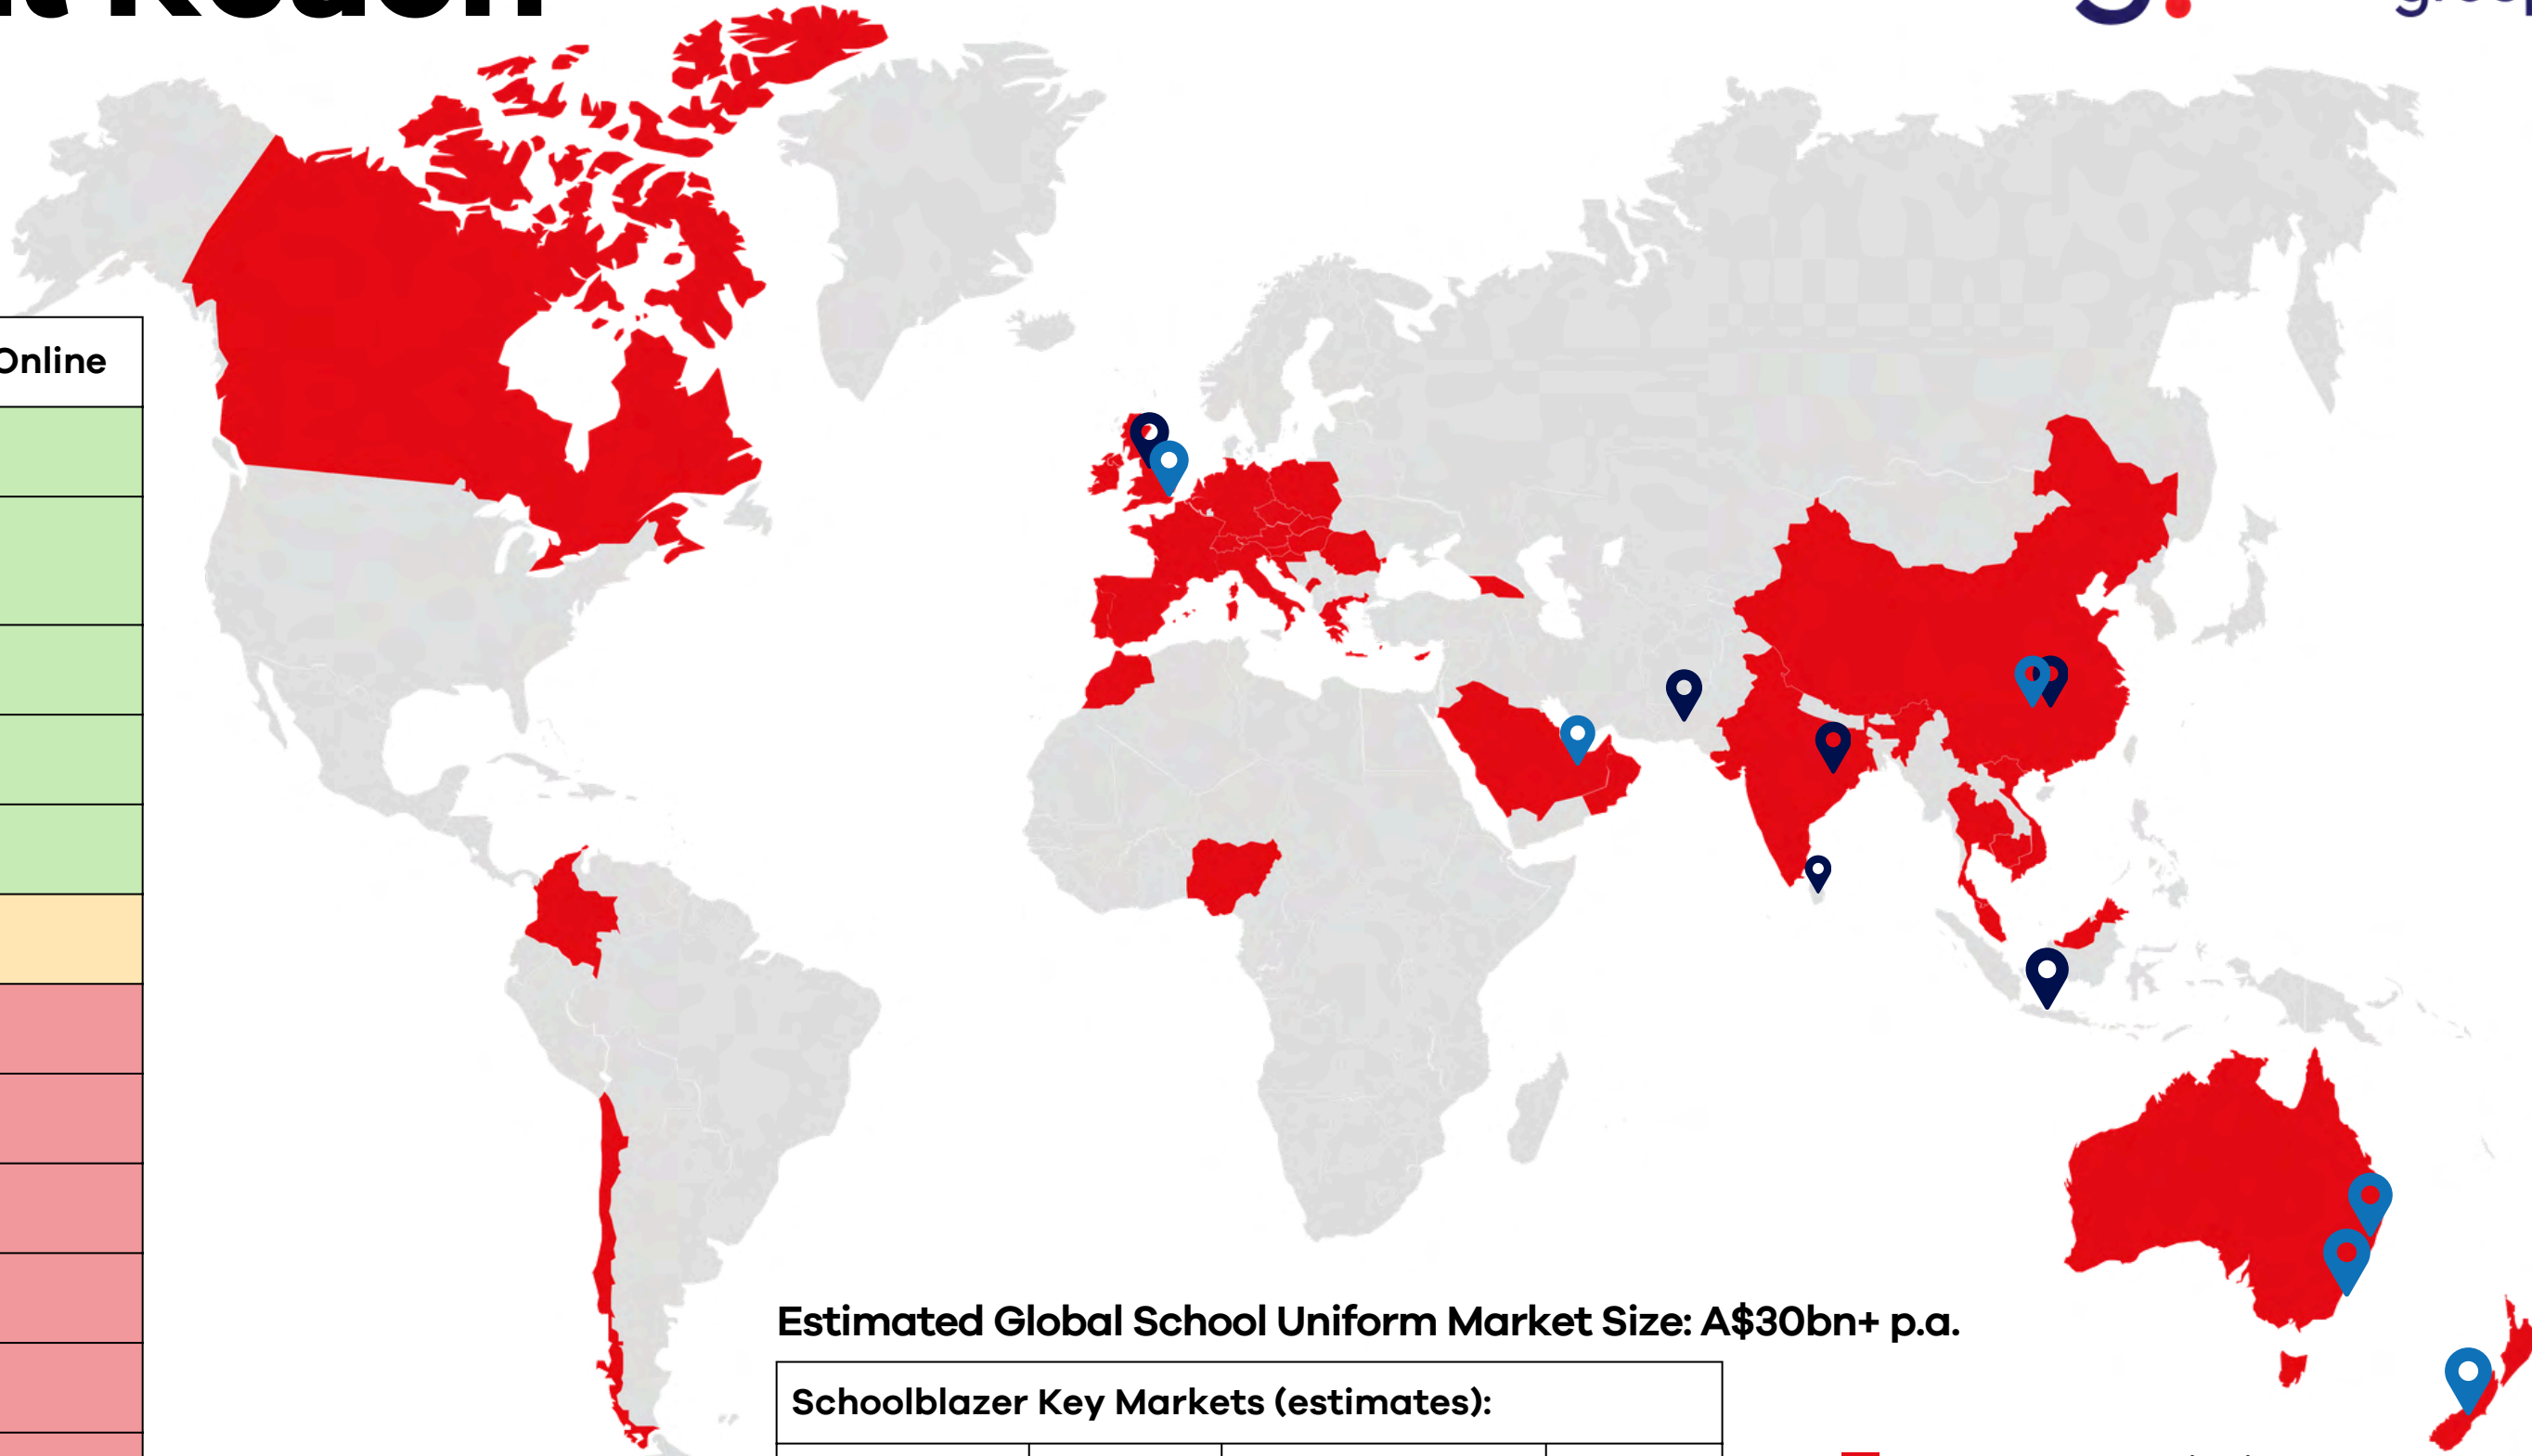 Online
Estimated Global School Uniform Market Size: A$30bn+ p.a.
Schoolblazer Key Markets (estimates):